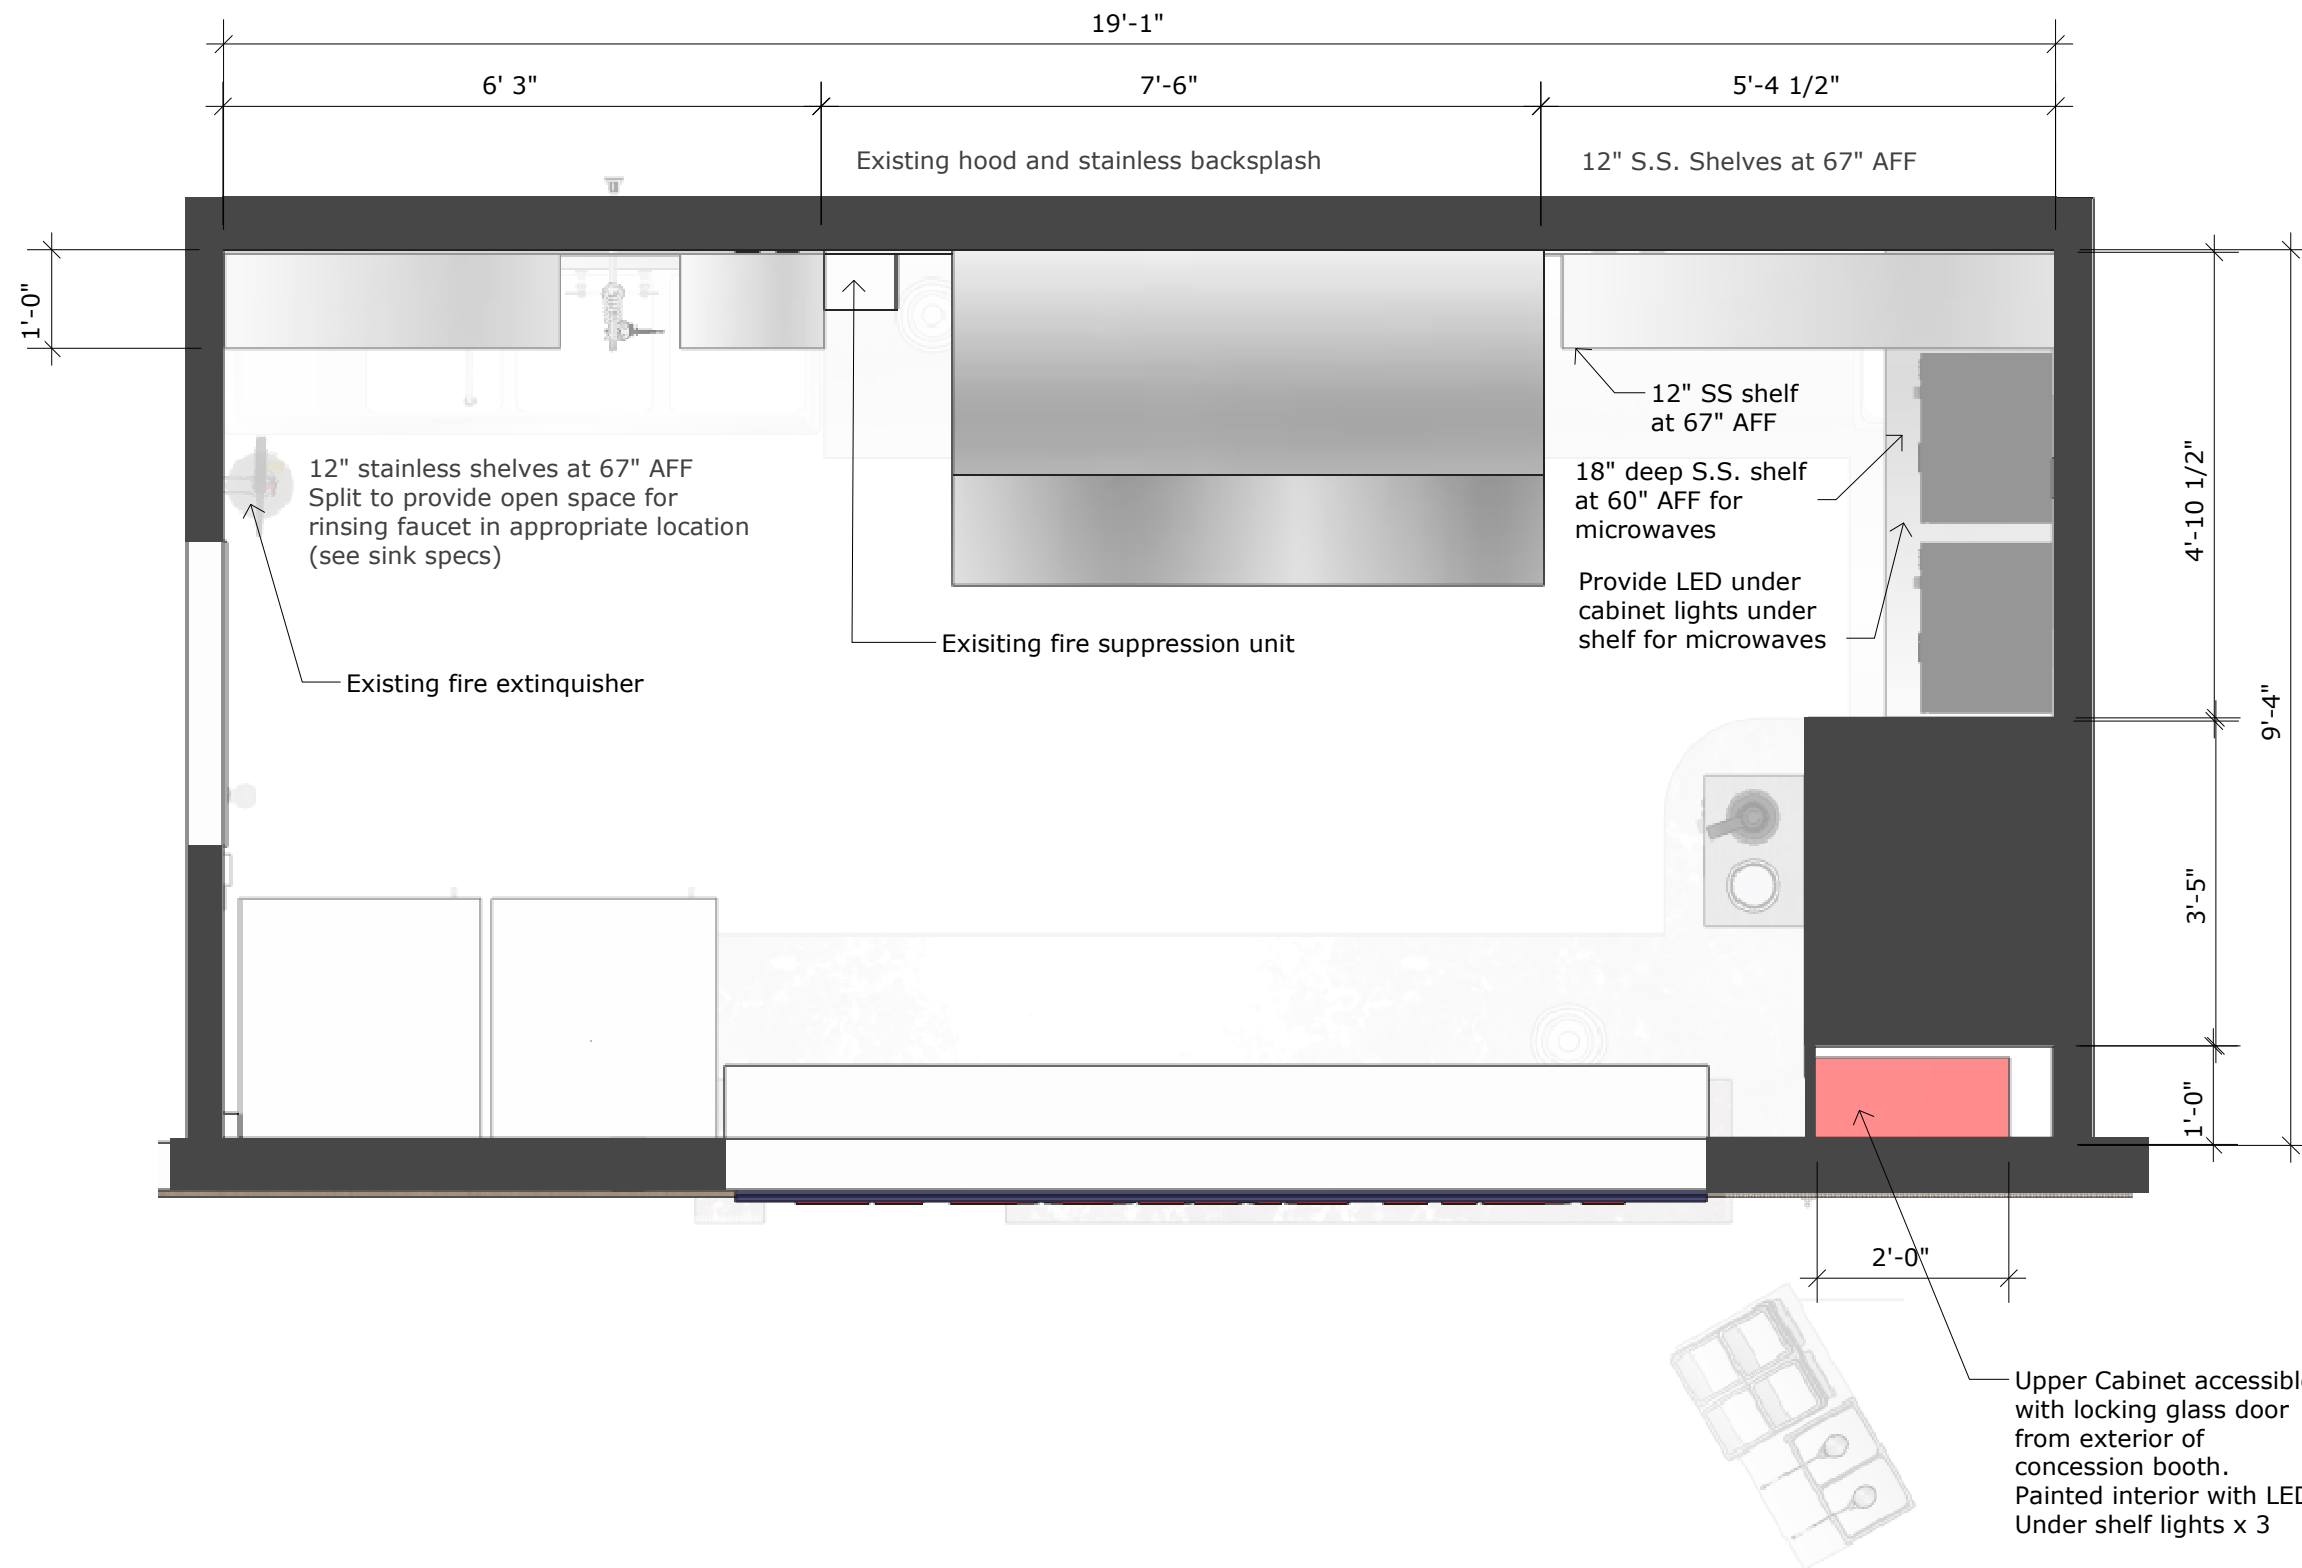 19'-1"
6' 3"
7'-6"
5'-4 1/2"
Existing hood and stainless backsplash
12" S.S. Shelves at 67" AFF
1'-0"
12" SS shelf
at 67" AFF
12" stainless shelves at 67" AFF
Split to provide open space for
rinsing faucet in appropriate location
(see sink specs)
18" deep S.S. shelf
at 60" AFF for
microwaves
4'-10 1/2"
Provide LED under
cabinet lights under
shelf for microwaves
Exisiting fire suppression unit
Existing fire extinquisher
9'-4"
3'-5"
1'-0"
2'-0"
Upper Cabinet accessible
with locking glass door
from exterior of
concession booth.
Painted interior with LED
Under shelf lights x 3